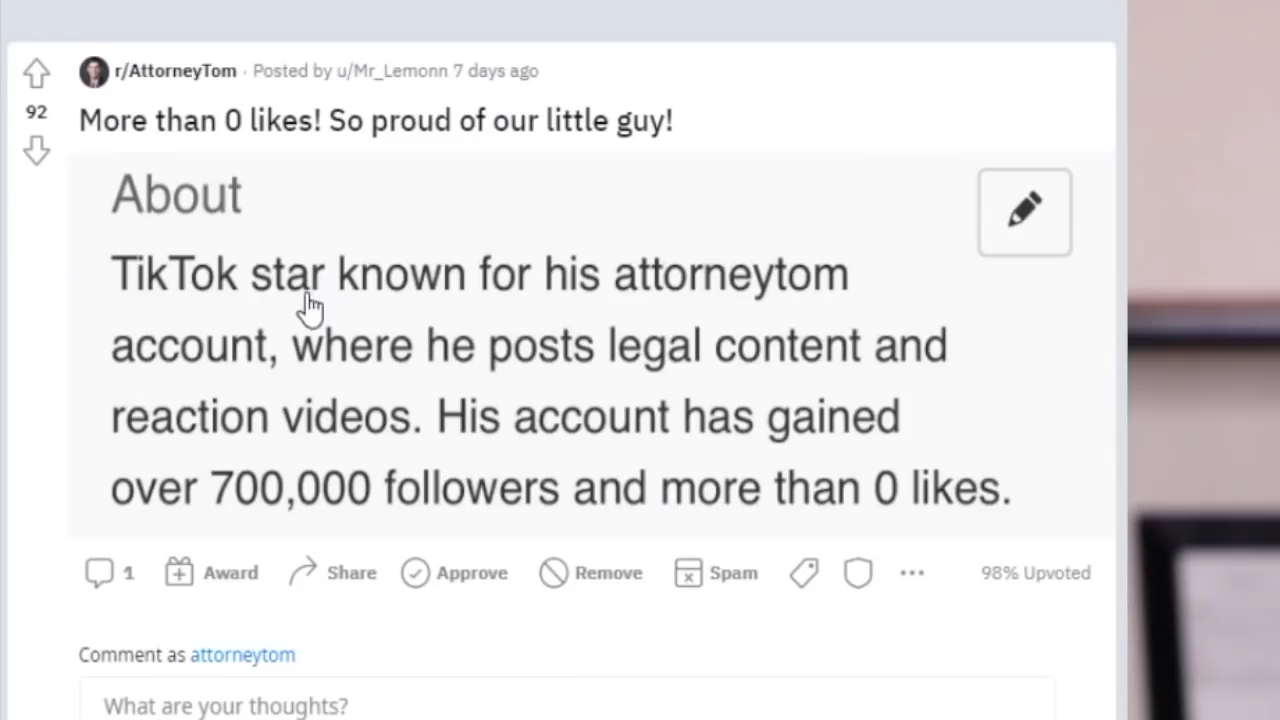 r/AttorneyTom · Posted by u/Mr_Lemonn 7 days ago
92
More than 0 likes! So proud of our little guy!
About
TikTok star known for his attorneytom
account, where he posts legal content and
reaction videos. His account has gained
over 700,000 followers and more than 0 likes.
1 Award Share Approve Remove Spam ... 98% Upvoted
Comment as attorneytom
What are your thoughts?